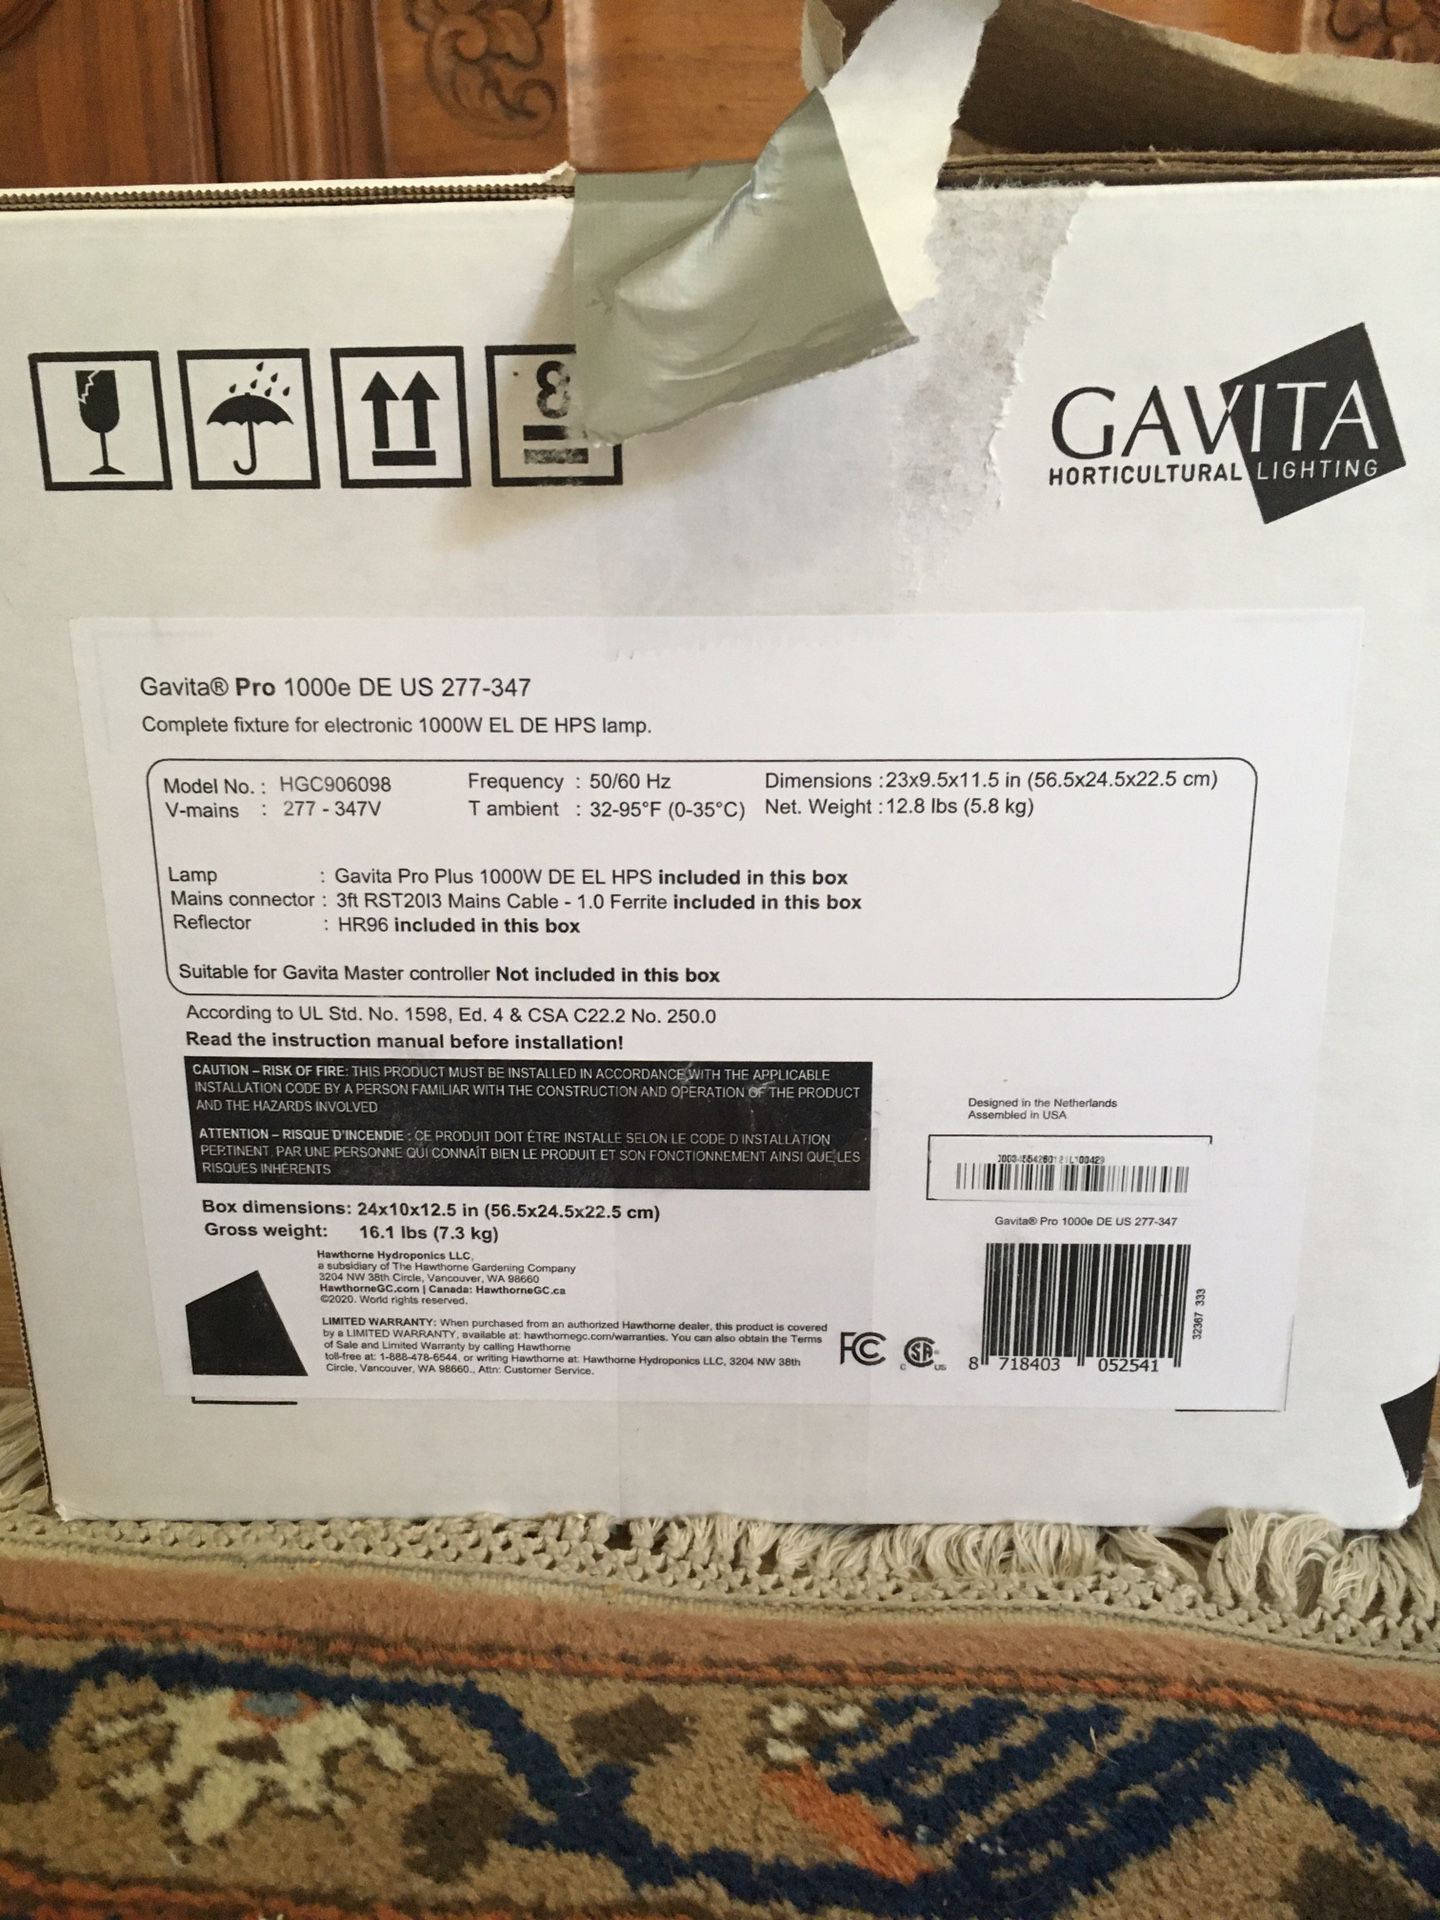 8
GAVITA
HORTICULTURAL LIGHTING
Gavita® Pro 1000e DE US 277-347
Complete fixture for electronic 1000W EL DE HPS lamp.
Model No. : HGC906098 Frequency : 50/60 Hz Dimensions :23x9.5x11.5 in (56.5x24.5x22.5 cm)
V-mains : 277 - 347V T ambient : 32-95°F (0-35°C) Net. Weight :12.8 lbs (5.8 kg)
Lamp : Gavita Pro Plus 1000W DE EL HPS included in this box
Mains connector : 3ft RST20I3 Mains Cable - 1.0 Ferrite included in this box
Reflector : HR96 included in this box
Suitable for Gavita Master controller Not included in this box
According to UL Std. No. 1598, Ed. 4 & CSA C22.2 No. 250.0
Read the instruction manual before installation!
CAUTION – RISK OF FIRE: THIS PRODUCT MUST BE INSTALLED IN ACCORDANCE WITH THE APPLICABLE
INSTALLATION CODE BY A PERSON FAMILIAR WITH THE CONSTRUCTION AND OPERATION OF THE PRODUCT
AND THE HAZARDS INVOLVED
ATTENTION – RISQUE D'INCENDIE : CE PRODUIT DOIT ÊTRE INSTALLÉ SELON LE CODE D'INSTALLATION
PERTINENT, PAR UNE PERSONNE QUI CONNAÎT BIEN LE PRODUIT ET SON FONCTIONNEMENT AINSI QUE LES
RISQUES INHÉRENTS
Designed in the Netherlands
Assembled in USA
Gavita® Pro 1000e DE US 277-347
Box dimensions: 24x10x12.5 in (56.5x24.5x22.5 cm)
Gross weight: 16.1 lbs (7.3 kg)
Hawthorne Hydroponics LLC,
a subsidiary of The Hawthorne Gardening Company
3204 NW 38th Circle, Vancouver, WA 98660
HawthorneGC.com | Canada: HawthorneGC.ca
©2020. World rights reserved.
LIMITED WARRANTY: When purchased from an authorized Hawthorne dealer, this product is covered
by a LIMITED WARRANTY, available at: hawthornegc.com/warranties. You can also obtain the Terms
of Sale and Limited Warranty by calling Hawthorne
toll-free at: 1-888-478-6544, or writing Hawthorne at: Hawthorne Hydroponics LLC, 3204 NW 38th
Circle, Vancouver, WA 98660., Attn: Customer Service.
FC
C SA US
8 718403 052541
32367 333